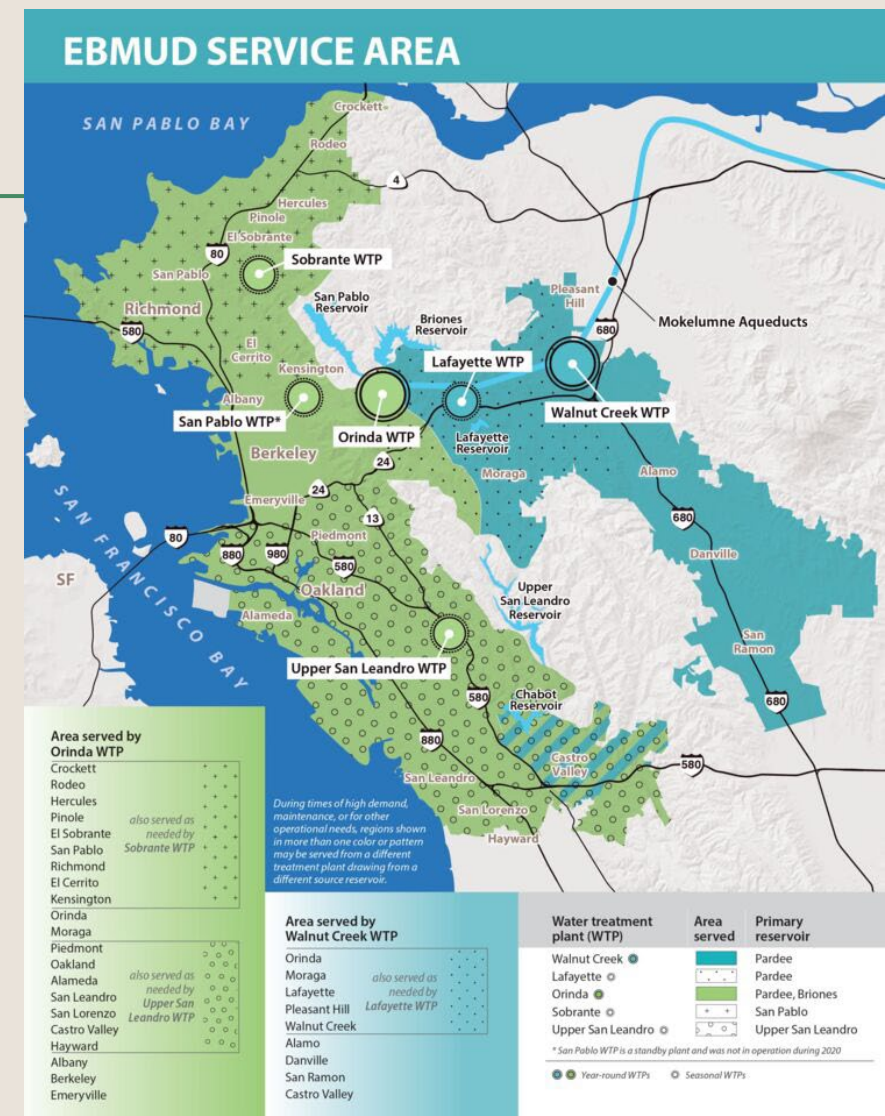 EBMUD SERVICE AREA
SAN PABLO BAY
Crockett
Rodeo
4
Hercules
Pinole
El Sobrante
80
Sobrante WTP
San Pablo
San Pablo
Reservoir
Pleasant
Hill
Richmond
Briones
Reservoir
Mokelumne Aqueducts
580
680
El
Cerrito
Lafayette WTP
Kensington
Albany
San Pablo WTP*
Walnut Creek WTP
Orinda WTP
Lafayette
Reservoir
Berkeley
24
Moraga
Alamo
Emeryville
24
13
680
SAN FRANCISCO BAY
80
880
980
Piedmont
580
Danville
SF
Oakland
Upper
San Leandro
Reservoir
Alameda
San
Ramon
Upper San Leandro WTP
580
Chabot
Reservoir
680
880
Castro
Valley
580
San Leandro
San Lorenzo
Hayward
Area served by
Orinda WTP
Crockett
Rodeo
Hercules
Pinole
El Sobrante
San Pablo
Richmond
El Cerrito
Kensington
also served as
needed by
Sobrante WTP
Orinda
Moraga
Piedmont
Oakland
Alameda
San Leandro
San Lorenzo
Castro Valley
Hayward
also served as
needed by
Upper San
Leandro WTP
Albany
Berkeley
Emeryville
During times of high demand,
maintenance, or for other
operational needs, regions shown
in more than one color or pattern
may be served from a different
treatment plant drawing from a
different source reservoir.
Area served by
Walnut Creek WTP
Orinda
Moraga
Lafayette
Pleasant Hill
Walnut Creek
also served as
needed by
Lafayette WTP
Alamo
Danville
San Ramon
Castro Valley
Water treatment
plant (WTP)
Area
served
Primary
reservoir
Walnut Creek Pardee
Lafayette Pardee
Orinda Pardee, Briones
Sobrante San Pablo
Upper San Leandro Upper San Leandro
* San Pablo WTP is a standby plant and was not in operation during 2020
Year-round WTPs Seasonal WTPs